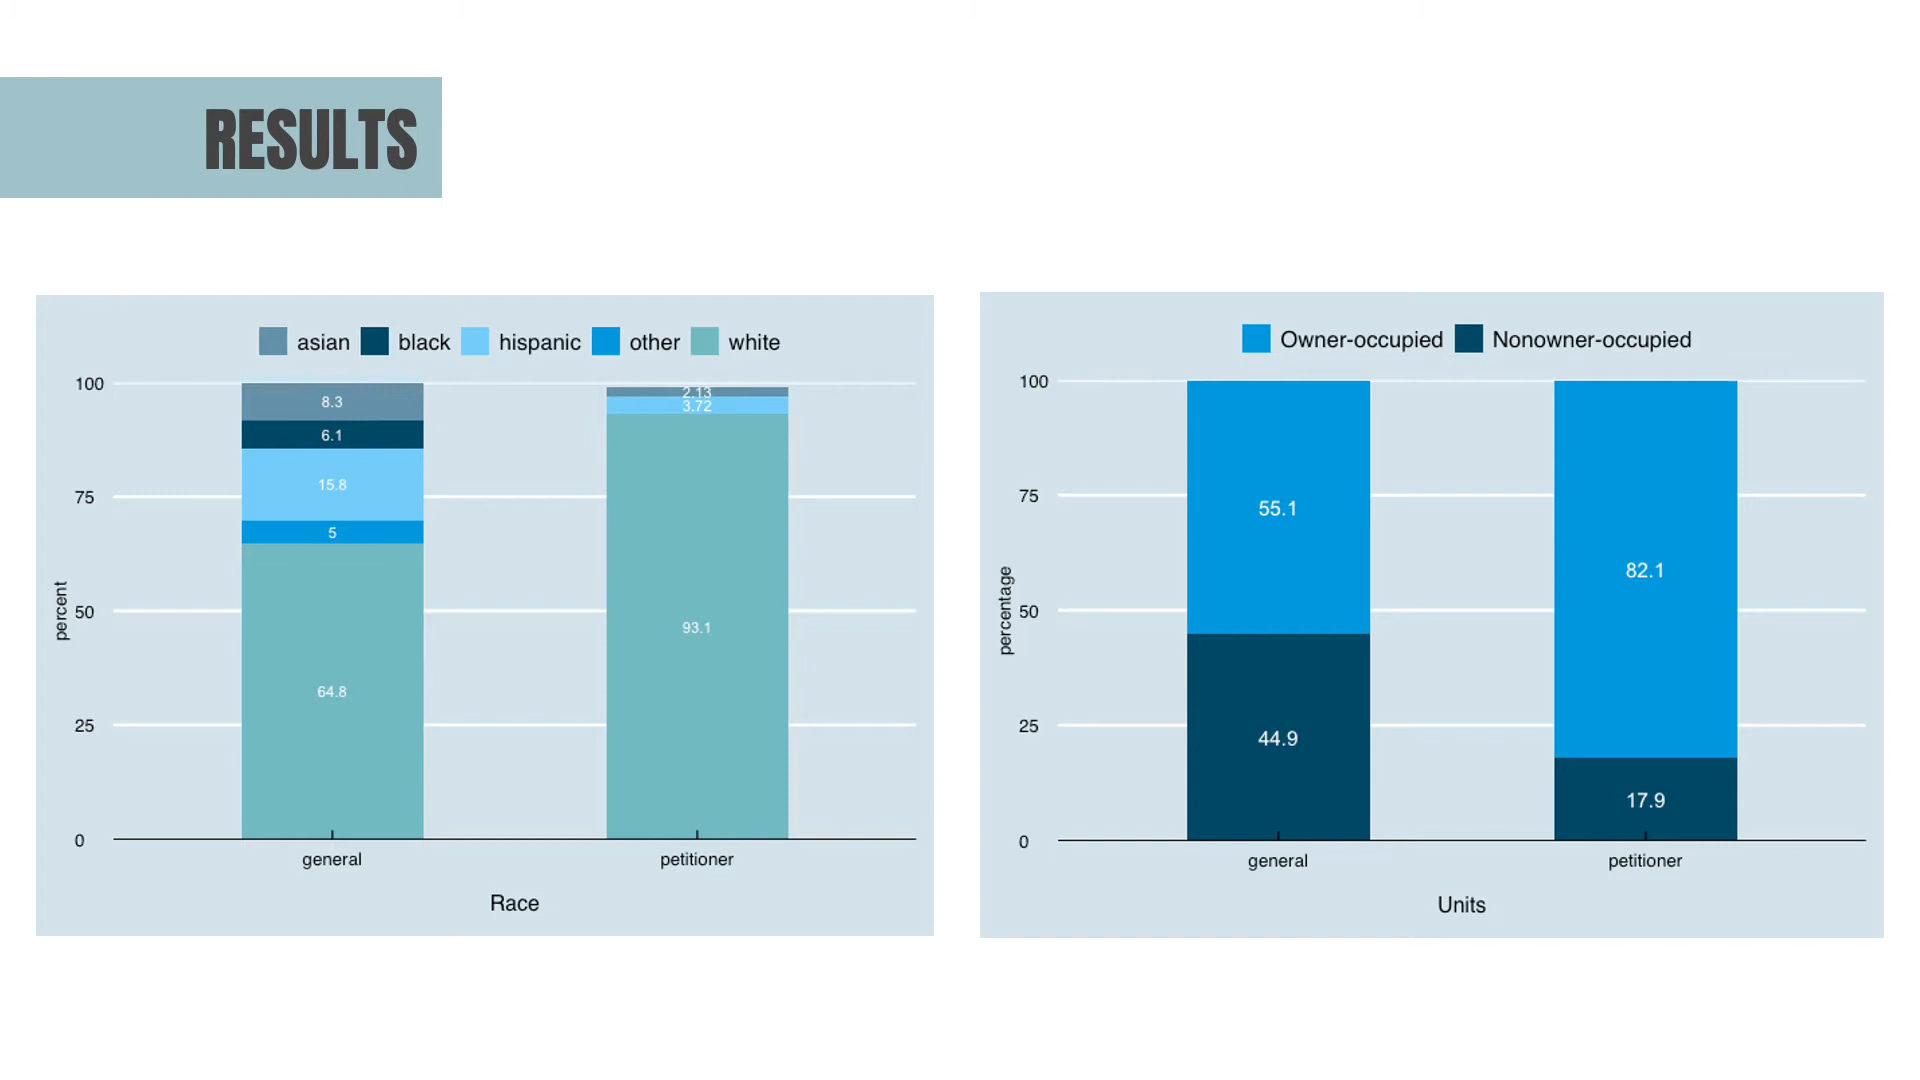 RESULTS
asian black hispanic other white
100
75
50
25
0
percent
8.3
6.1
15.8
5
64.8
2.13
3.72
93.1
general petitioner
Race
Owner-occupied Nonowner-occupied
100
75
50
25
0
percentage
55.1
44.9
82.1
17.9
general petitioner
Units